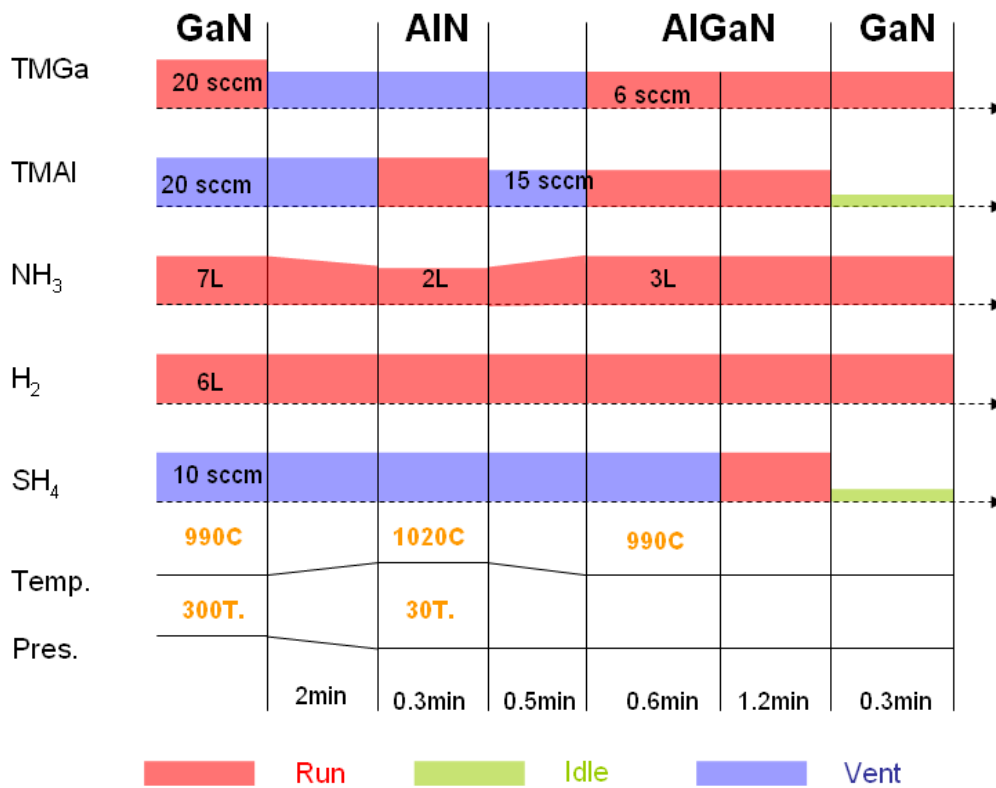 GaN AlN AlGaN GaN
TMGa 20 sccm 6 sccm
TMAl 20 sccm 15 sccm
NH3 7L 2L 3L
H2 6L
SH4 10 sccm
990C 1020C 990C
Temp.
300T. 30T.
Pres.
2min 0.3min 0.5min 0.6min 1.2min 0.3min
Run Idle Vent